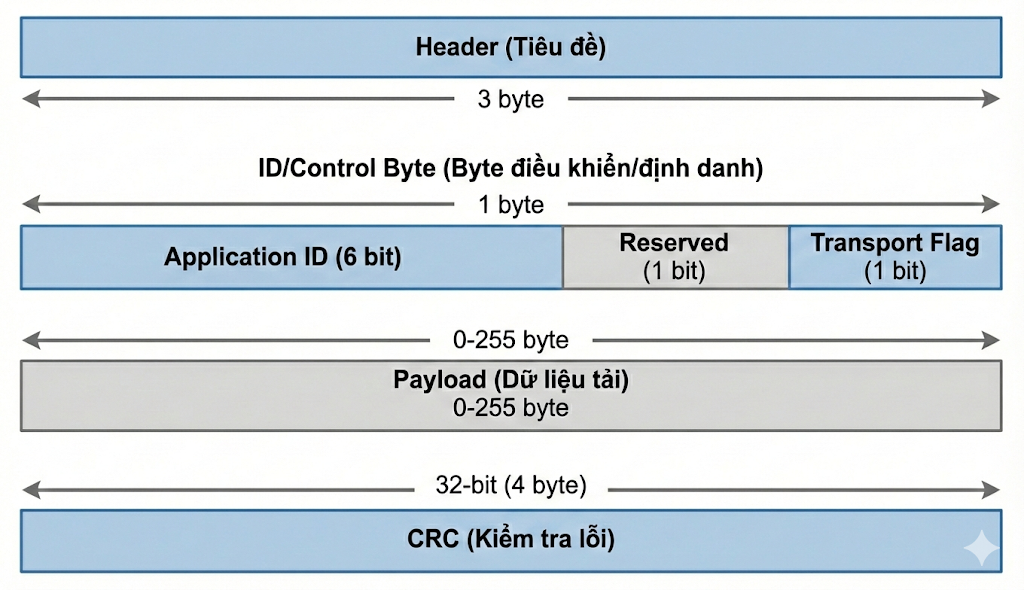 Header (Tiêu đề)
3 byte
ID/Control Byte (Byte điều khiển/định danh)
1 byte
Application ID (6 bit)
Reserved
(1 bit)
Transport Flag
(1 bit)
0-255 byte
Payload (Dữ liệu tải)
0-255 byte
32-bit (4 byte)
CRC (Kiểm tra lỗi)